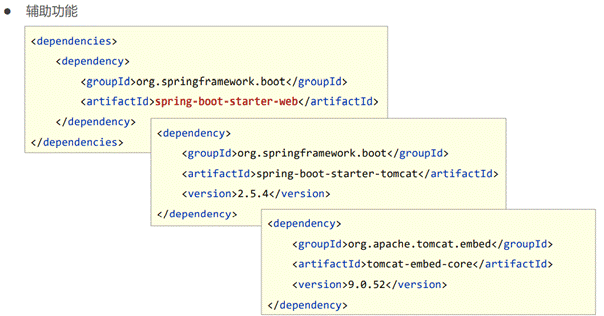 ● 辅助功能
<dependencies>
    <dependency>
        <groupId>org.springframework.boot</groupId>
        <artifactId>spring-boot-starter-web</artifactId>
    </dependency>
</dependencies>
<dependency>
    <groupId>org.springframework.boot</groupId>
    <artifactId>spring-boot-starter-tomcat</artifactId>
    <version>2.5.4</version>
</dependency>
<dependency>
    <groupId>org.apache.tomcat.embed</groupId>
    <artifactId>tomcat-embed-core</artifactId>
    <version>9.0.52</version>
</dependency>